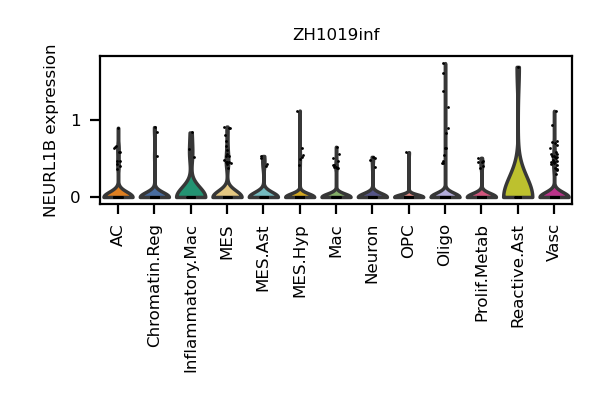 ZH1019inf
NEURL1B expression
1
0
AC
Chromatin.Reg
Inflammatory.Mac
MES
MES.Ast
MES.Hyp
Mac
Neuron
OPC
Oligo
Prolif.Metab
Reactive.Ast
Vasc